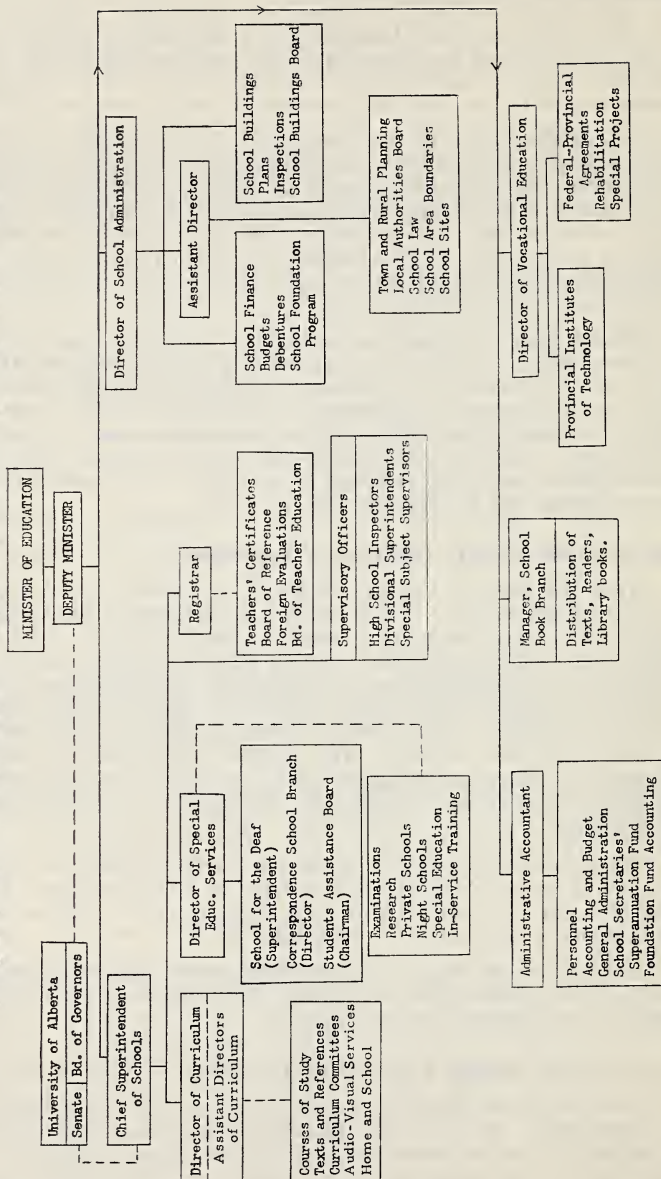 MINISTER OF EDUCATION
DEPUTY MINISTER
University of Alberta
Senate
Bd. of Governors
Chief Superintendent
of Schools
Director of School Administration
Director of Curriculum
Assistant Directors
of Curriculum
Courses of Study
Texts and References
Curriculum Committees
Audio-Visual Services
Home and School
Director of Special
Educ. Services
School for the Deaf
(Superintendent)
Correspondence School Branch
(Director)
Students Assistance Board
(Chairman)
Examinations
Research
Private Schools
Night Schools
Special Education
In-Service Training
Registrar
Teachers' Certificates
Board of Reference
Foreign Evaluations
Bd. of Teacher Education
Supervisory Officers
High School Inspectors
Divisional Superintendents
Special Subject Supervisors
Assistant Director
School Finance
Budgets
Debentures
School Foundation
Program
School Buildings
Plans
Inspections
School Buildings Board
Town and Rural Planning
Local Authorities Board
School Law
School Area Boundaries
School Sites
Administrative Accountant
Personnel
Accounting and Budget
General Administration
School Secretaries'
Superannuation Fund
Foundation Fund Accounting
Manager, School
Book Branch
Distribution of
Texts, Readers,
Library books.
Director of Vocational Education
Provincial Institutes
of Technology
Federal-Provincial
Agreements
Rehabilitation
Special Projects